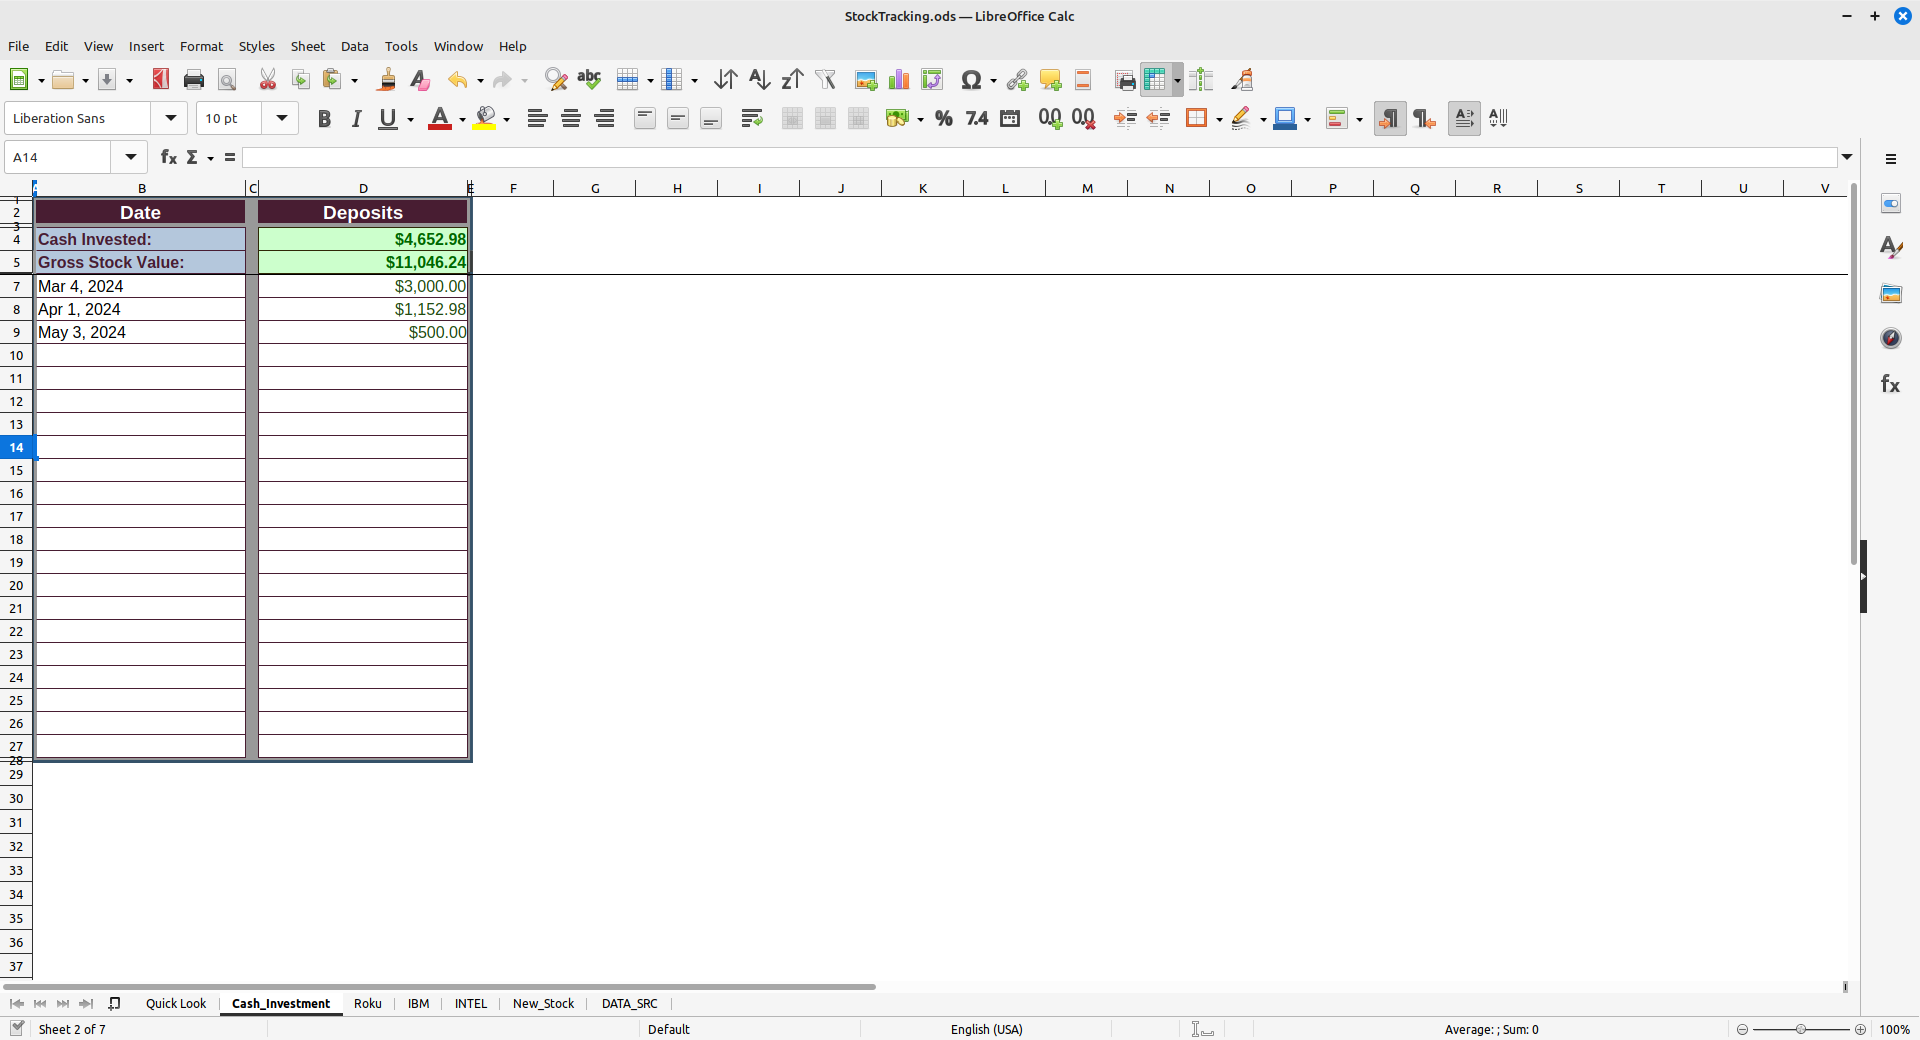 StockTracking.ods — LibreOffice Calc
File Edit View Insert Format Styles Sheet Data Tools Window Help
Liberation Sans 10 pt
A14
A B C D E F G H I J K L M N O P Q R S T U V
1
2 Date Deposits
3
4 Cash Invested: $4,652.98
5 Gross Stock Value: $11,046.24
7 Mar 4, 2024 $3,000.00
8 Apr 1, 2024 $1,152.98
9 May 3, 2024 $500.00
10
11
12
13
14
15
16
17
18
19
20
21
22
23
24
25
26
27
28
29
30
31
32
33
34
35
36
37
Quick Look Cash_Investment Roku IBM INTEL New_Stock DATA_SRC
Sheet 2 of 7 Default English (USA) Average: ; Sum: 0 100%